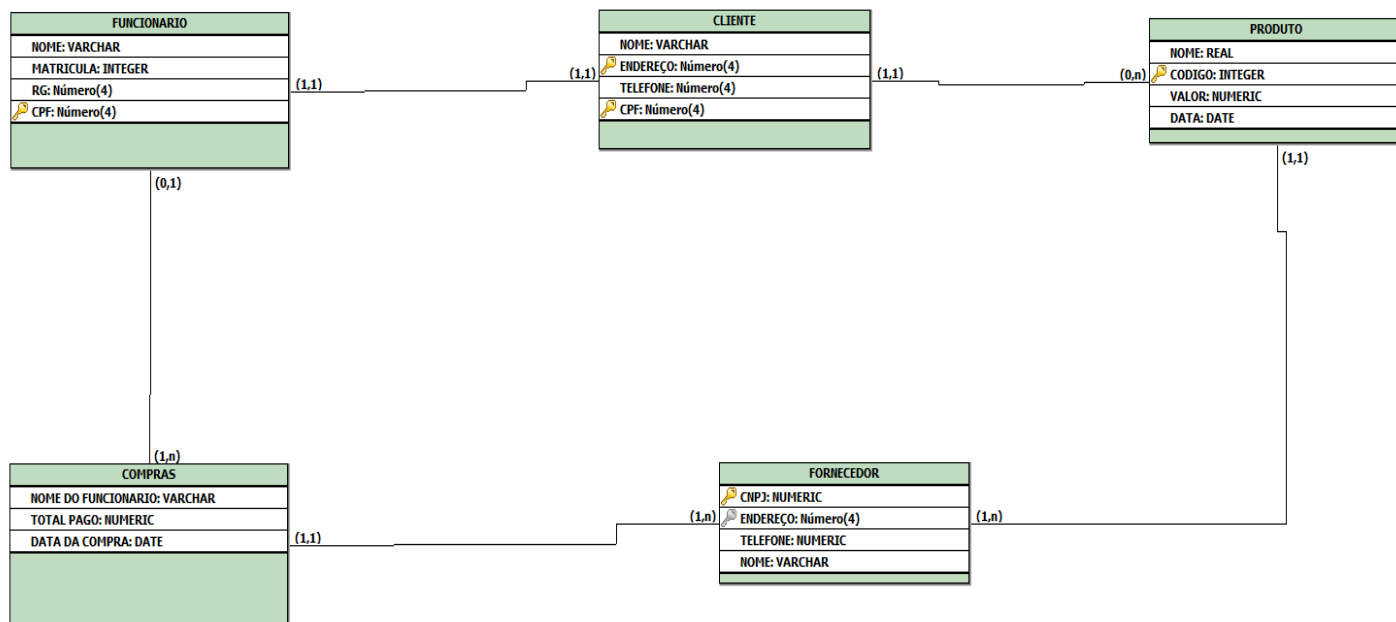 FUNCIONARIO
NOME: VARCHAR
MATRICULA: INTEGER
RG: Número(4)
CPF: Número(4)
(1,1)
(0,1)
CLIENTE
NOME: VARCHAR
ENDEREÇO: Número(4)
TELEFONE: Número(4)
CPF: Número(4)
(1,1)
(1,1)
PRODUTO
NOME: REAL
CODIGO: INTEGER
VALOR: NUMERIC
DATA: DATE
(0,n)
(1,1)
(1,n)
COMPRAS
NOME DO FUNCIONARIO: VARCHAR
TOTAL PAGO: NUMERIC
DATA DA COMPRA: DATE
(1,1)
FORNECEDOR
CNPJ: NUMERIC
ENDEREÇO: Número(4)
TELEFONE: NUMERIC
NOME: VARCHAR
(1,n)
(1,n)